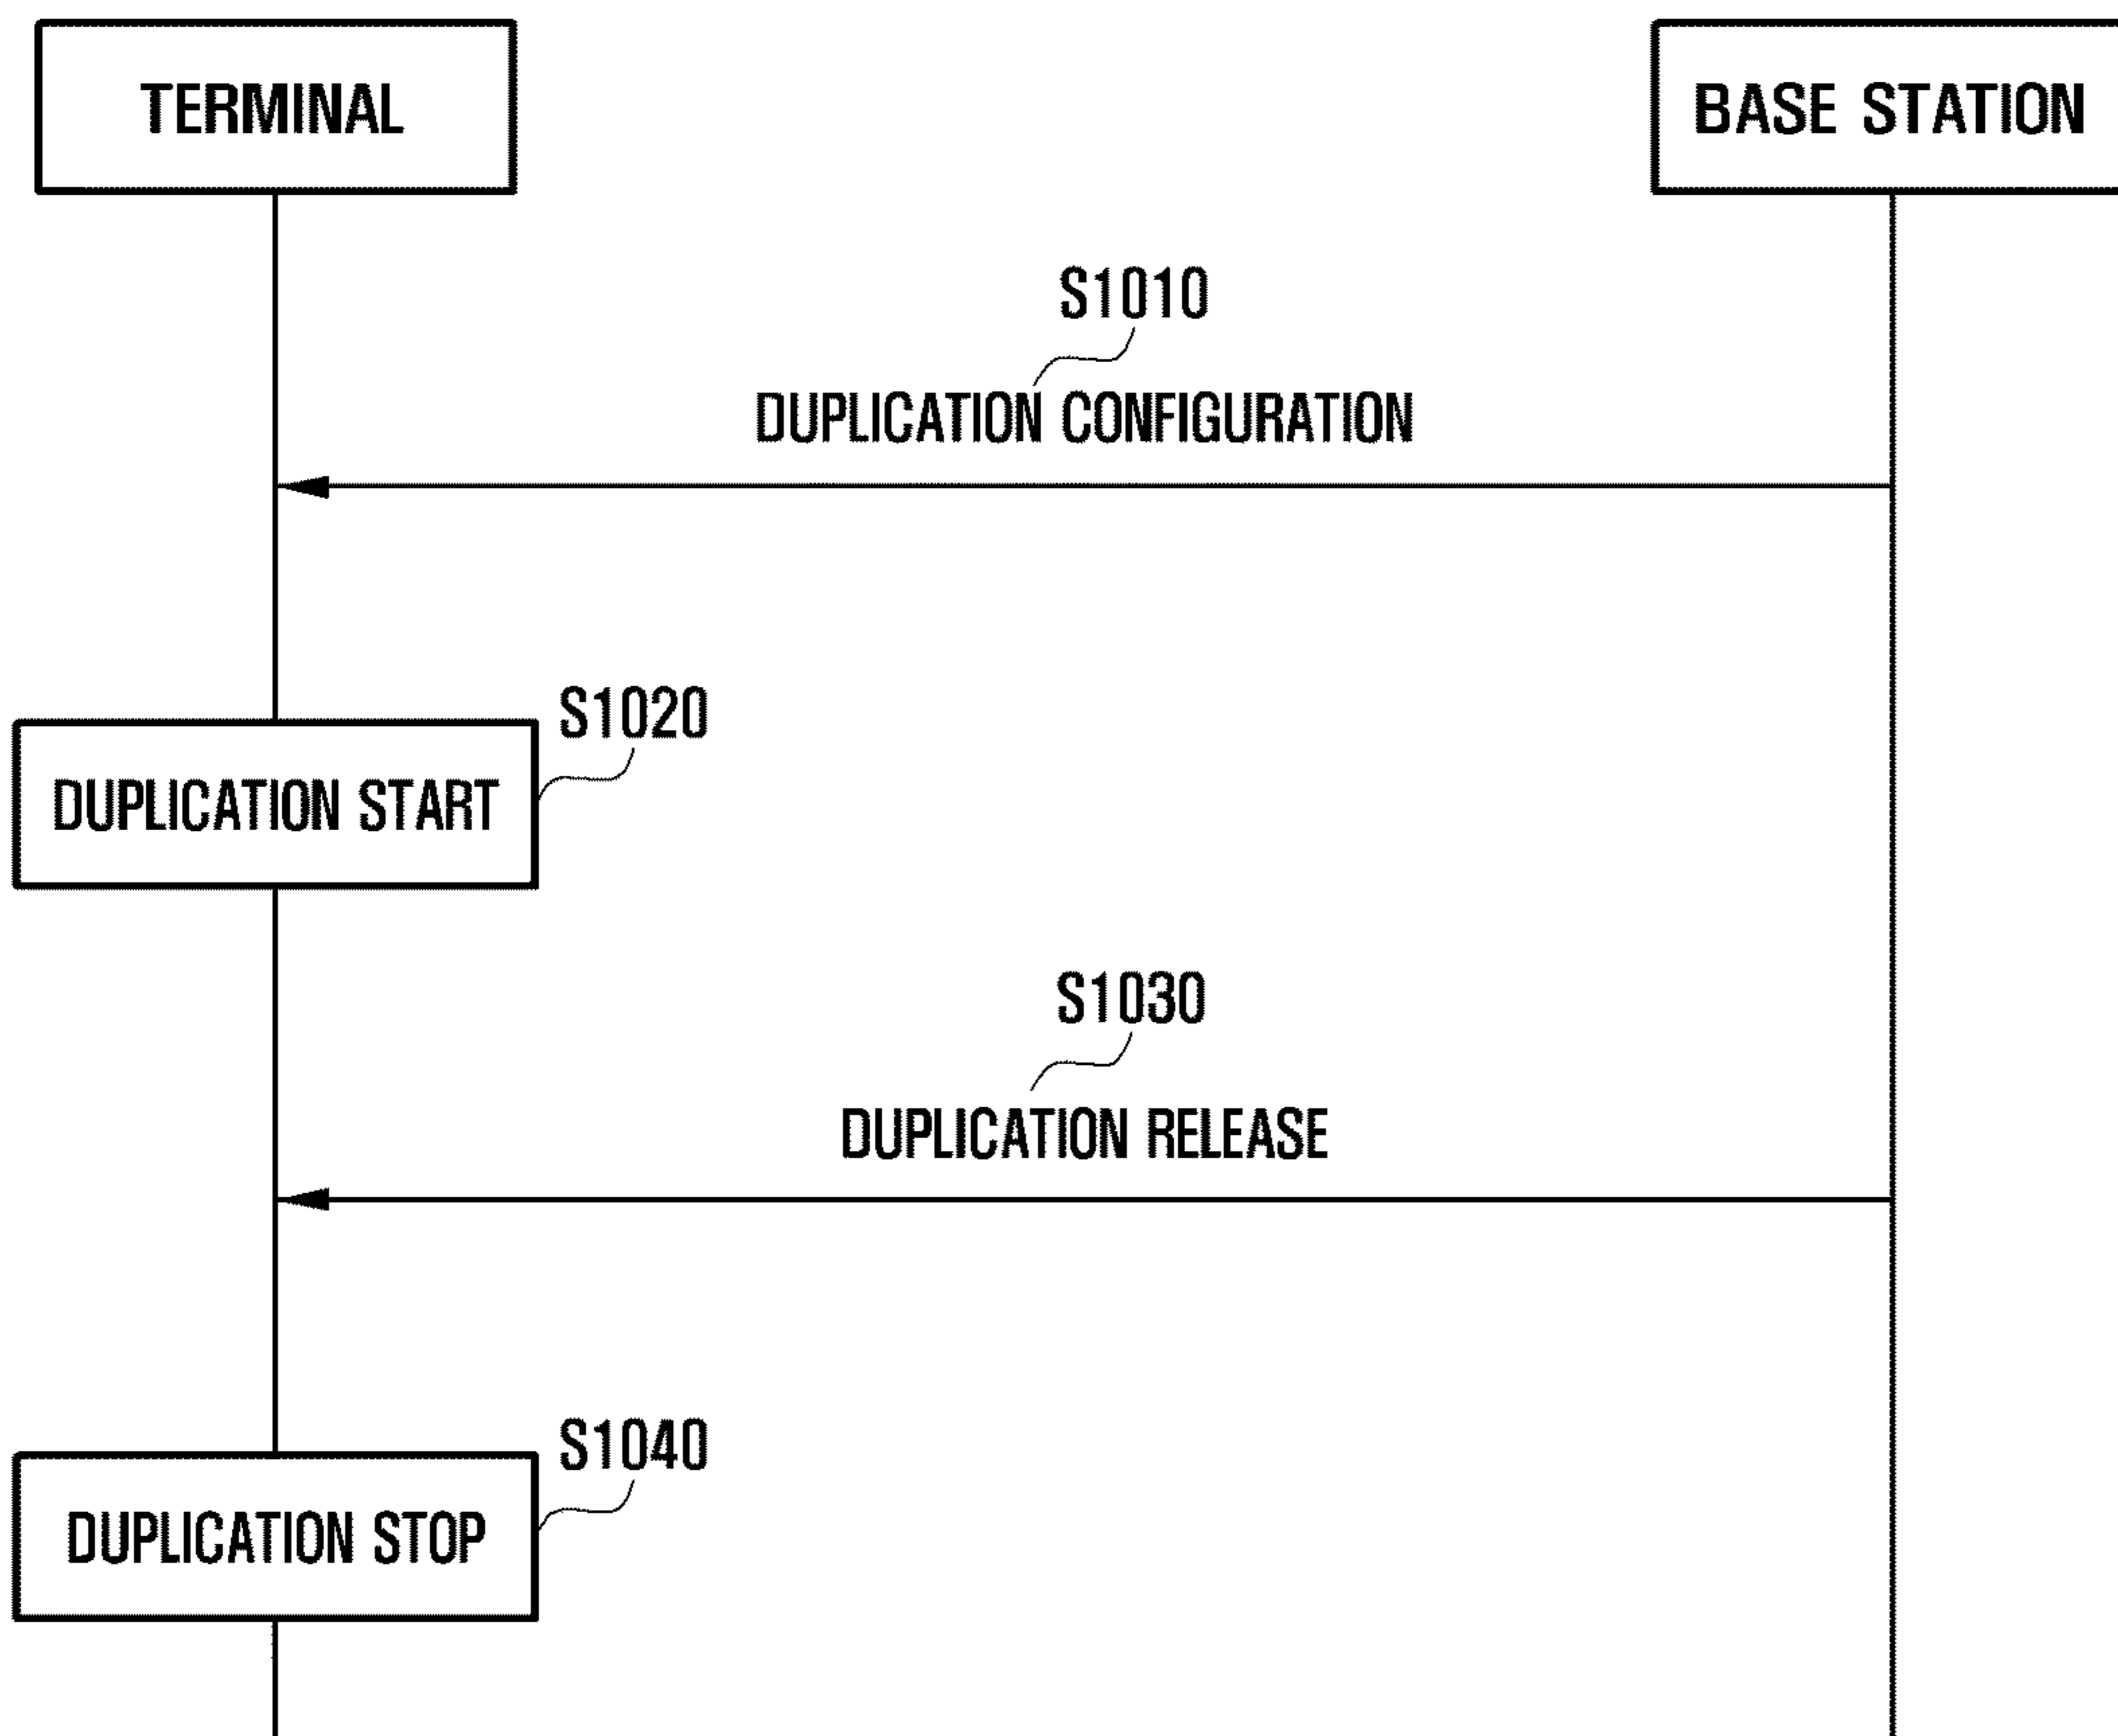 TERMINAL
BASE STATION
S1010
DUPLICATION CONFIGURATION
S1020
DUPLICATION START
S1030
DUPLICATION RELEASE
S1040
DUPLICATION STOP